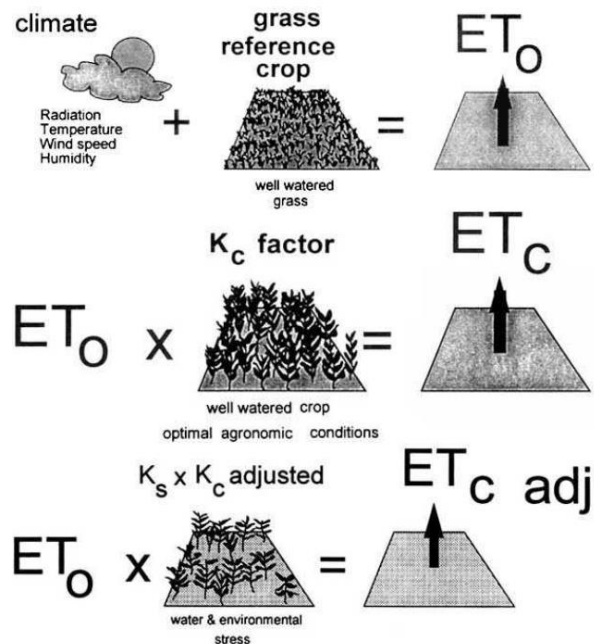 climate
Radiation
Temperature
Wind speed
Humidity
+
grass
reference
crop
well watered
grass
=
ETO
Kc factor
ETO x
=
ETC
well watered crop
optimal agronomic conditions
Ks x Kc adjusted
ETO x
=
ETC adj
water & environmental
stress